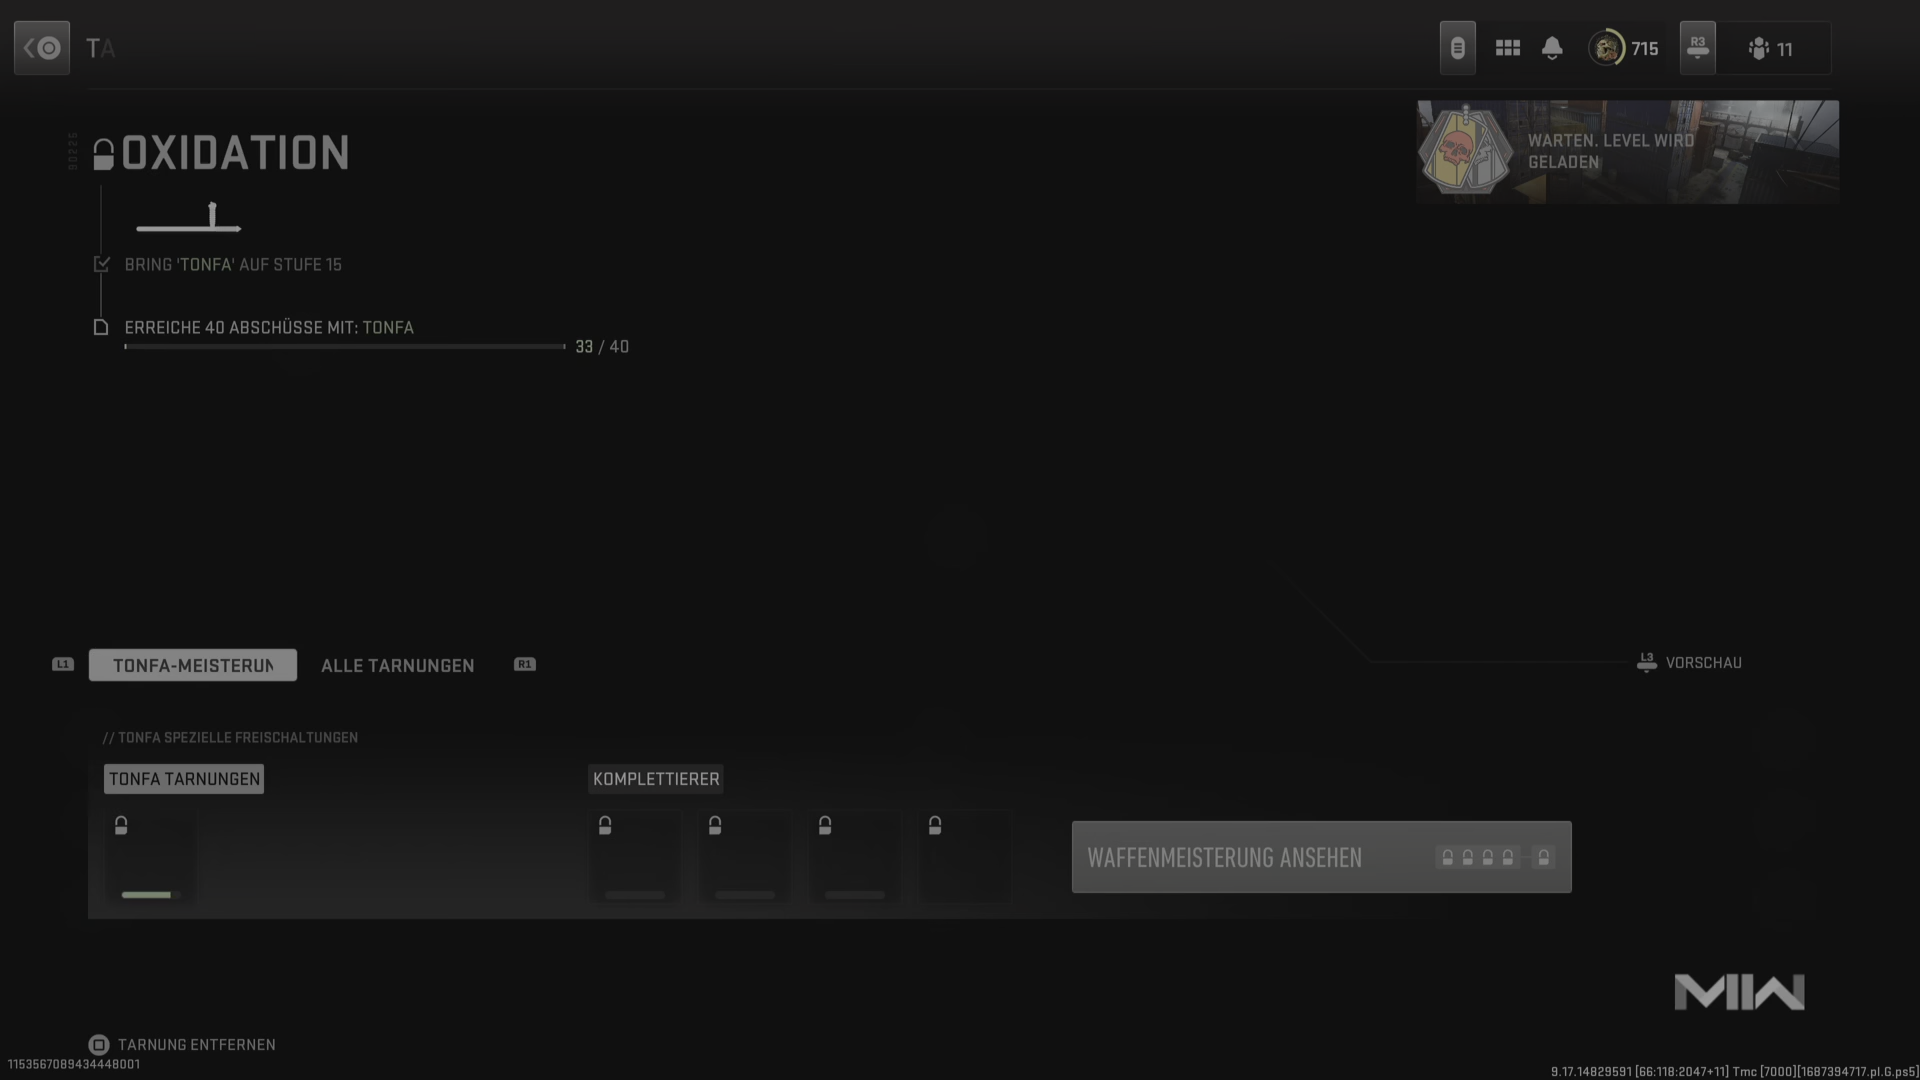 TA
715
R3
11
OXIDATION
WARTEN. LEVEL WIRD
GELADEN
BRING 'TONFA' AUF STUFE 15
ERREICHE 40 ABSCHÜSSE MIT: TONFA
33 / 40
L1
TONFA-MEISTERUN
ALLE TARNUNGEN
R1
L3
VORSCHAU
// TONFA SPEZIELLE FREISCHALTUNGEN
TONFA TARNUNGEN
KOMPLETTIERER
WAFFENMEISTERUNG ANSEHEN
MW
TARNUNG ENTFERNEN
1153567089434448001
9.17.14829591 [66:118:2047+11] Tmc [7000][1687394717.pl.G.ps5]